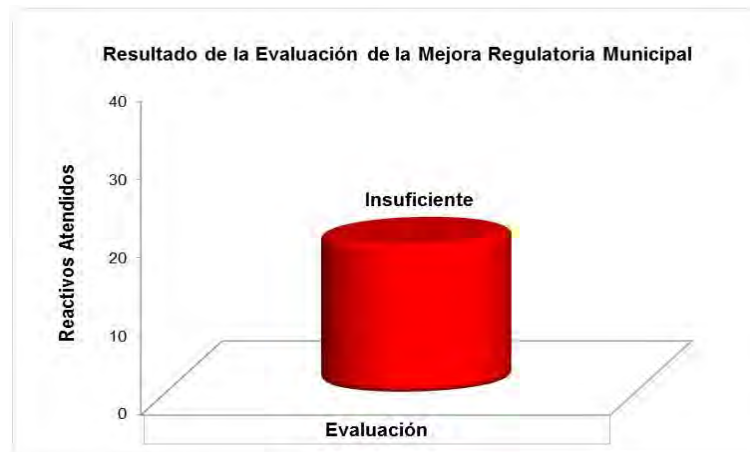 Resultado de la Evaluación de la Mejora Regulatoria Municipal
40
30
20
10
0
Reactivos Atendidos
Insuficiente
Evaluación